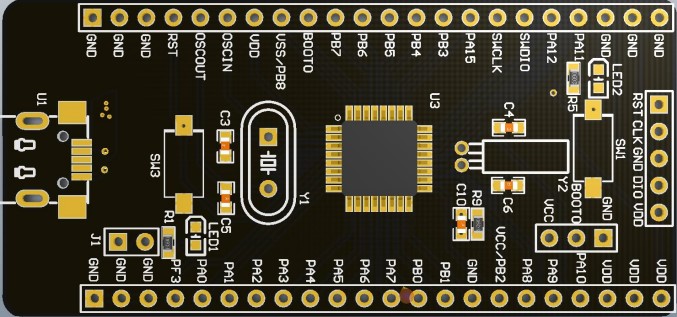 GND GND GND RST OSCOUT OSCIN VDD VSS/PB8 BOOT0 PB7 PB6 PB5 PB4 PB3 PA15 SWCLK SWDIO PA12 PA11 GND GND GND
U1
SW3
C3
C5
Y1
U3
C4
C6
Y2
R5
LED2
SW1
RST
CLK
GND
DIO
VDD
C10
R9
VCC
BOOT0
GND
J1
R1
LED1
GND GND GND PF3 PA0 PA1 PA2 PA3 PA4 PA5 PA6 PA7 PB0 PB1 GND VCC/PB2 PA8 PA9 PA10 VDD VDD VDD